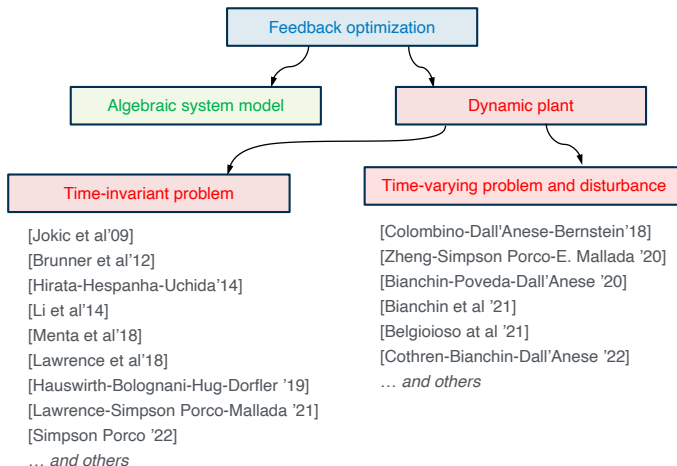 Feedback optimization
Algebraic system model
Dynamic plant
Time-invariant problem
[Jokic et al'09]
[Brunner et al'12]
[Hirata-Hespanha-Uchida'14]
[Li et al'14]
[Menta et al'18]
[Lawrence et al'18]
[Hauswirth-Bolognani-Hug-Dorfler '19]
[Lawrence-Simpson Porco-Mallada '21]
[Simpson Porco '22]
… and others
Time-varying problem and disturbance
[Colombino-Dall'Anese-Bernstein'18]
[Zheng-Simpson Porco-E. Mallada '20]
[Bianchin-Poveda-Dall'Anese '20]
[Bianchin et al '21]
[Belgioioso at al '21]
[Cothren-Bianchin-Dall'Anese '22]
… and others